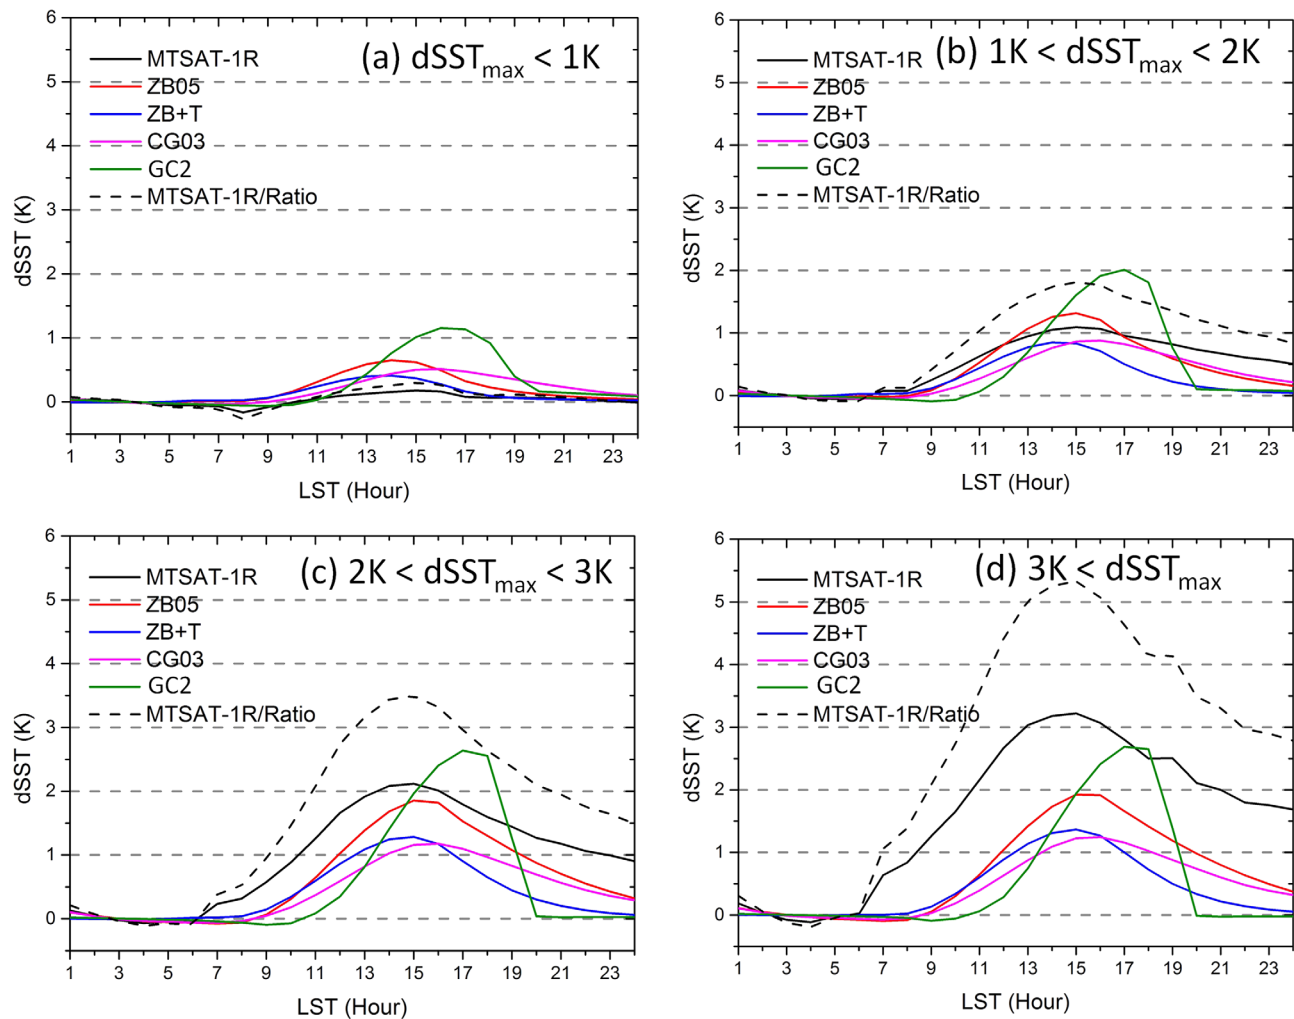 (a) dSSTmax < 1K
MTSAT-1R
ZB05
ZB+T
CG03
GC2
MTSAT-1R/Ratio
dSST (K)
6
5
4
3
2
1
0
1 3 5 7 9 11 13 15 17 19 21 23
LST (Hour)
(b) 1K < dSSTmax < 2K
MTSAT-1R
ZB05
ZB+T
CG03
GC2
MTSAT-1R/Ratio
dSST (K)
6
5
4
3
2
1
0
1 3 5 7 9 11 13 15 17 19 21 23
LST (Hour)
(c) 2K < dSSTmax < 3K
MTSAT-1R
ZB05
ZB+T
CG03
GC2
MTSAT-1R/Ratio
dSST (K)
6
5
4
3
2
1
0
1 3 5 7 9 11 13 15 17 19 21 23
LST (Hour)
(d) 3K < dSSTmax
MTSAT-1R
ZB05
ZB+T
CG03
GC2
MTSAT-1R/Ratio
dSST (K)
6
5
4
3
2
1
0
1 3 5 7 9 11 13 15 17 19 21 23
LST (Hour)